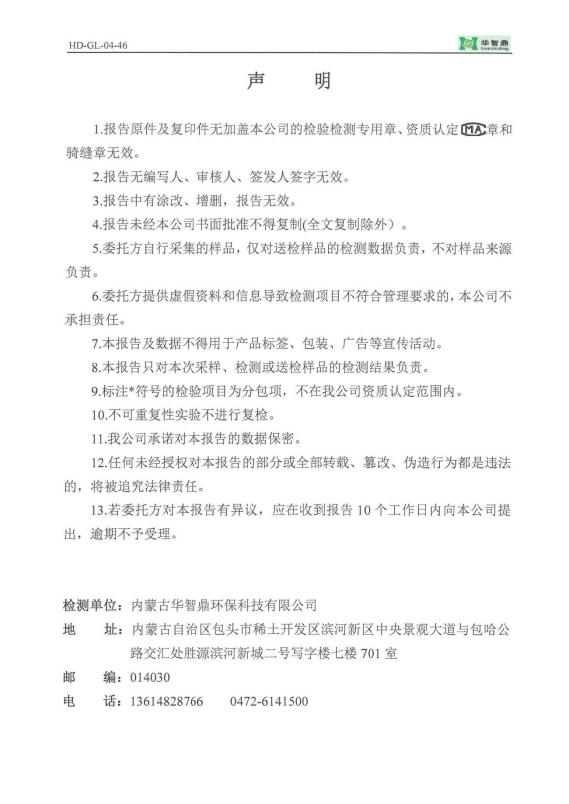 HD-GL-04-46
华智鼎
声 明
1.报告原件及复印件无加盖本公司的检验检测专用章、资质认定MA章和
骑缝章无效。
2.报告无编写人、审核人、签发人签字无效。
3.报告中有涂改、增删，报告无效。
4.报告未经本公司书面批准不得复制(全文复制除外）。
5.委托方自行采集的样品，仅对送检样品的检测数据负责，不对样品来源
负责。
6.委托方提供虚假资料和信息导致检测项目不符合管理要求的，本公司不
承担责任。
7.本报告及数据不得用于产品标签、包装、广告等宣传活动。
8.本报告只对本次采样、检测或送检样品的检测结果负责。
9.标注*符号的检验项目为分包项，不在我公司资质认定范围内。
10.不可重复性实验不进行复检。
11.我公司承诺对本报告的数据保密。
12.任何未经授权对本报告的部分或全部转载、篡改、伪造行为都是违法
的，将被追究法律责任。
13.若委托方对本报告有异议，应在收到报告 10 个工作日内向本公司提
出，逾期不予受理。
检测单位：内蒙古华智鼎环保科技有限公司
地 址：内蒙古自治区包头市稀土开发区滨河新区中央景观大道与包哈公
路交汇处胜源滨河新城二号写字楼七楼 701 室
邮 编：014030
电 话：13614828766 0472-6141500